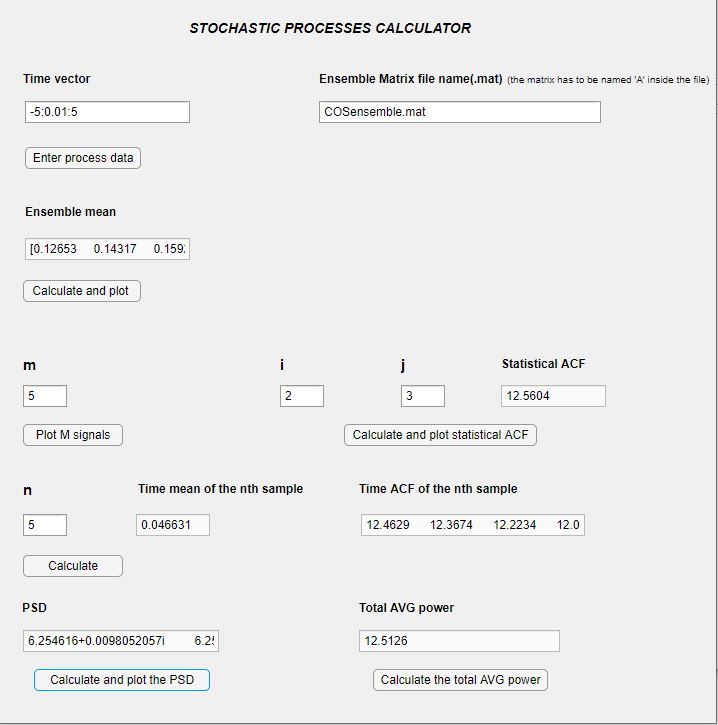 STOCHASTIC PROCESSES CALCULATOR
Time vector
Ensemble Matrix file name(.mat) (the matrix has to be named 'A' inside the file)
-5:0.01:5
COSensemble.mat
Enter process data
Ensemble mean
[0.12653 0.14317 0.159
Calculate and plot
m
i
j
Statistical ACF
5
2
3
12.5604
Plot M signals
Calculate and plot statistical ACF
n
Time mean of the nth sample
Time ACF of the nth sample
5
0.046631
12.4629 12.3674 12.2234 12.0
Calculate
PSD
Total AVG power
6.254616+0.0098052057i 6.2
12.5126
Calculate and plot the PSD
Calculate the total AVG power